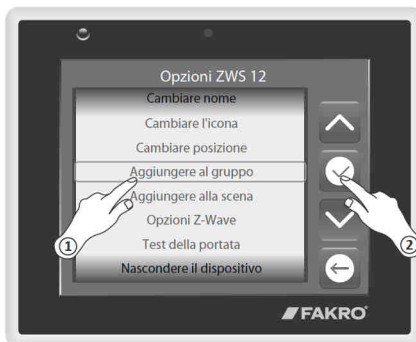 Opzioni ZWS 12
Cambiare nome
Cambiare l'icona
Cambiare posizione
Aggiungere al gruppo
Aggiungere alla scena
Opzioni Z-Wave
Test della portata
Nascondere il dispositivo
1
2
FAKRO